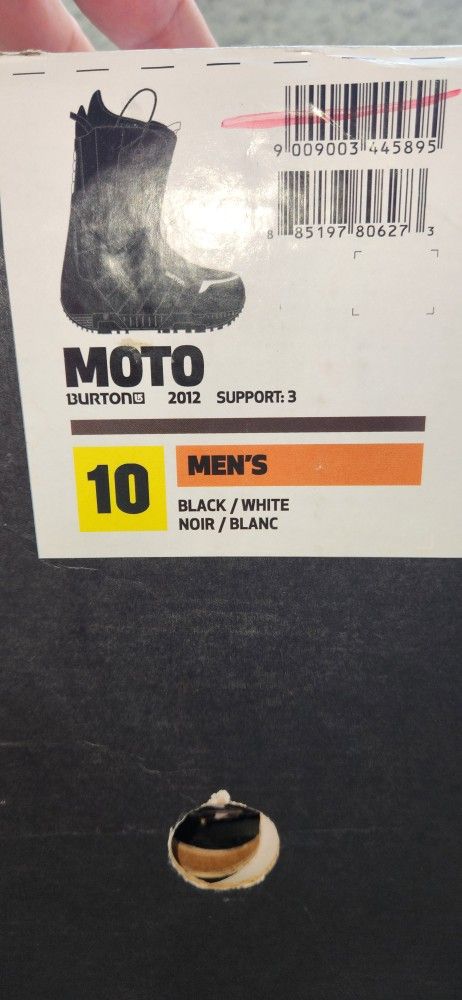 9 009003 445895
8 85197 80627 3
MOTO
BURTON 2012 SUPPORT: 3
10
MEN'S
BLACK / WHITE
NOIR / BLANC